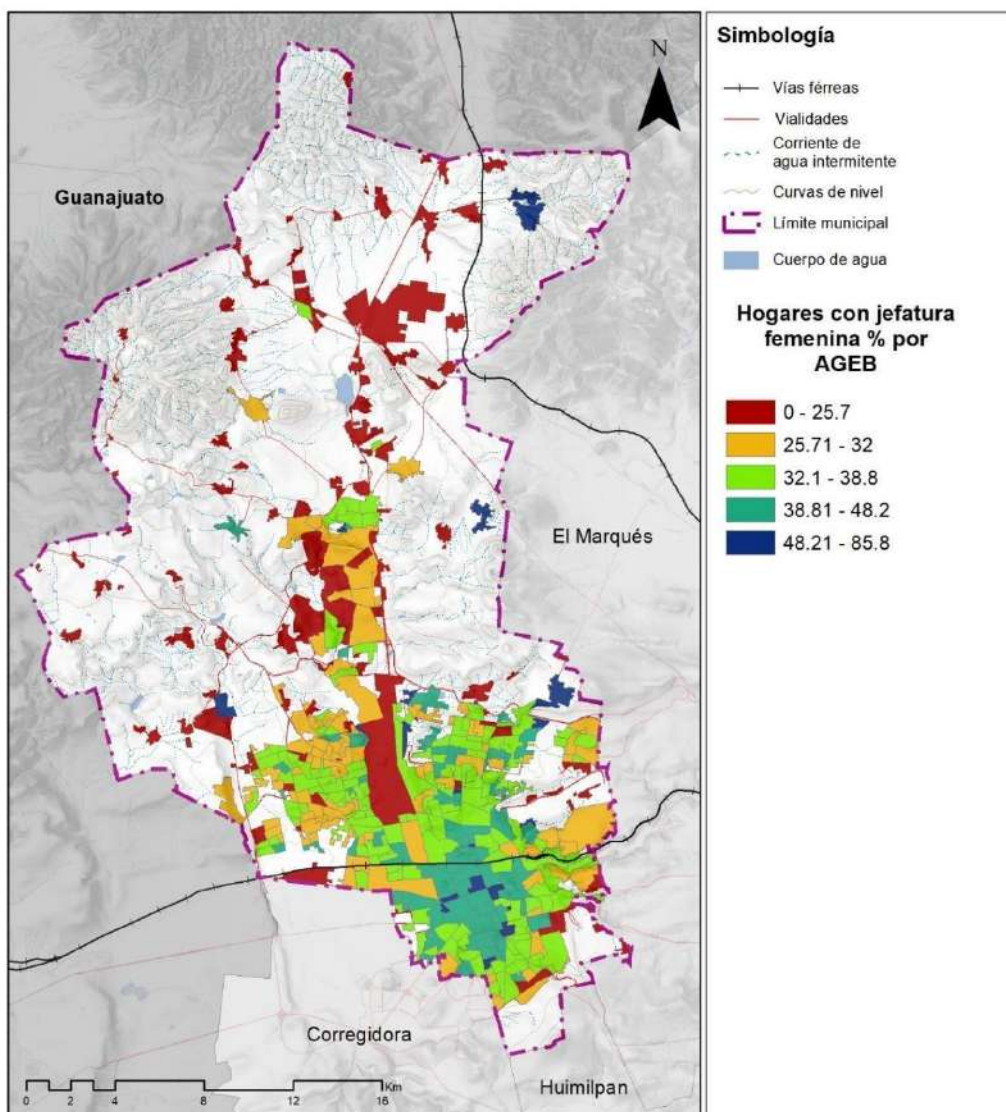 N
Guanajuato
El Marqués
Corregidora
Huimilpan
Km
0 2 4 8 12 16
Simbología
Vías férreas
Vialidades
Corriente de
agua intermitente
Curvas de nivel
Límite municipal
Cuerpo de agua
Hogares con jefatura
femenina % por
AGEB
0 - 25.7
25.71 - 32
32.1 - 38.8
38.81 - 48.2
48.21 - 85.8